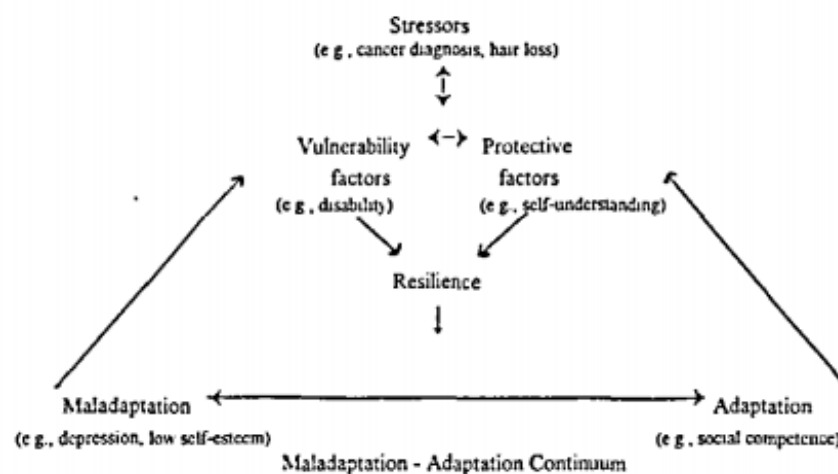 Stressors
(e g, cancer diagnosis, hair loss)
Vulnerability Protective
factors factors
(e g, disability) (e g., self-understanding)
Resilience
Maladaptation Adaptation
(e g., depression, low self-esteem) (e g, social competence)
Maladaptation - Adaptation Continuum